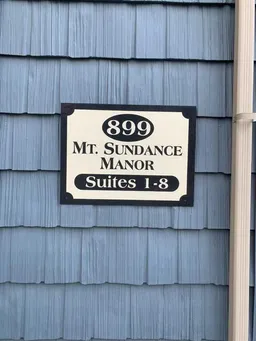 899
MT. SUNDANCE
MANOR
Suites 1-8